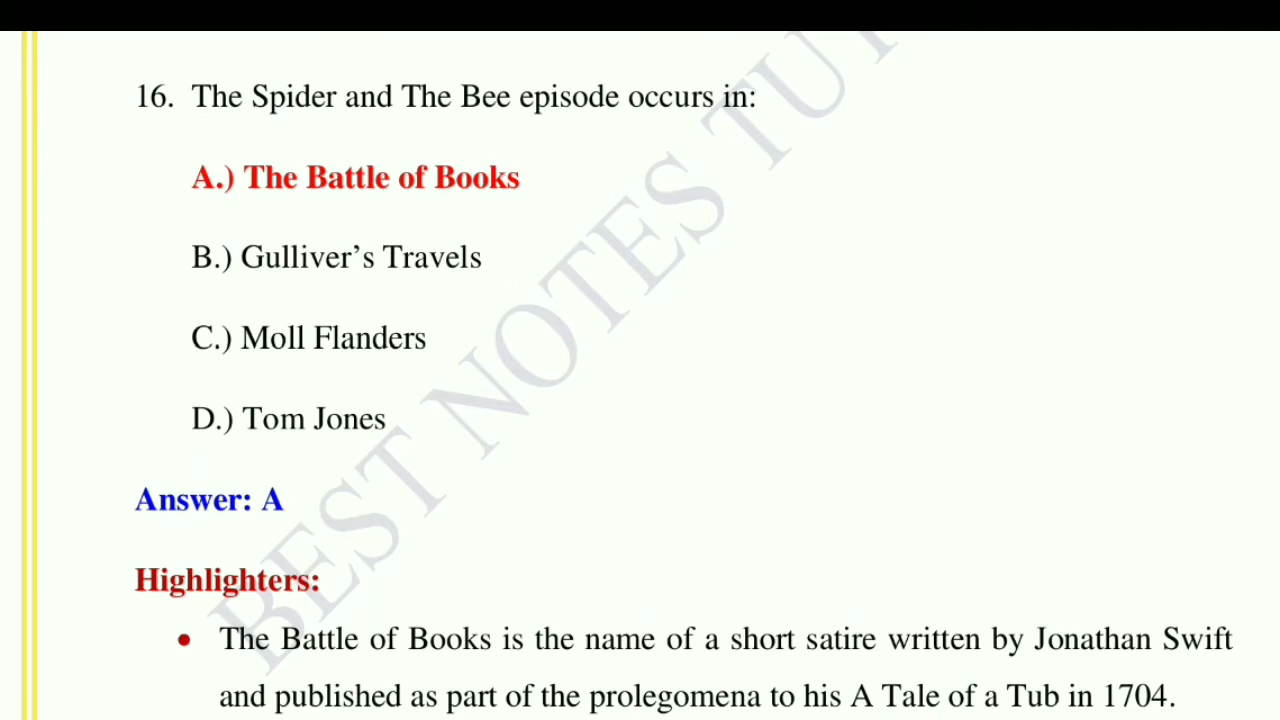 16. The Spider and The Bee episode occurs in:
A.) The Battle of Books
B.) Gulliver’s Travels
C.) Moll Flanders
D.) Tom Jones
Answer: A
Highlighters:
• The Battle of Books is the name of a short satire written by Jonathan Swift
and published as part of the prolegomena to his A Tale of a Tub in 1704.
BEST NOTES TUT